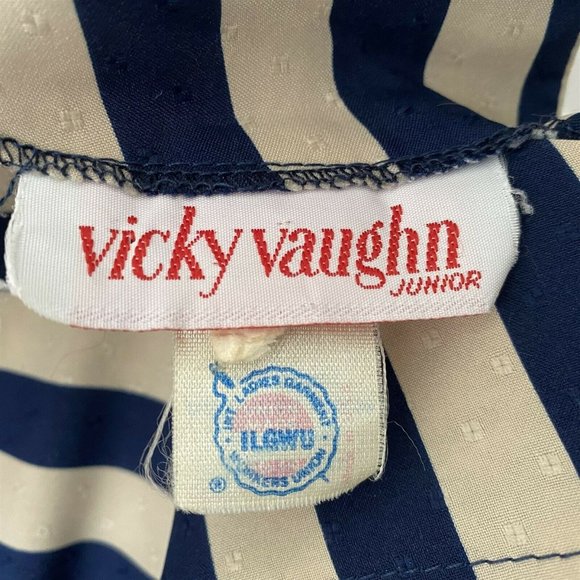 vicky vaughn
JUNIOR
INT. LADIES GARMENT
ILGWU
WORKERS UNION
®